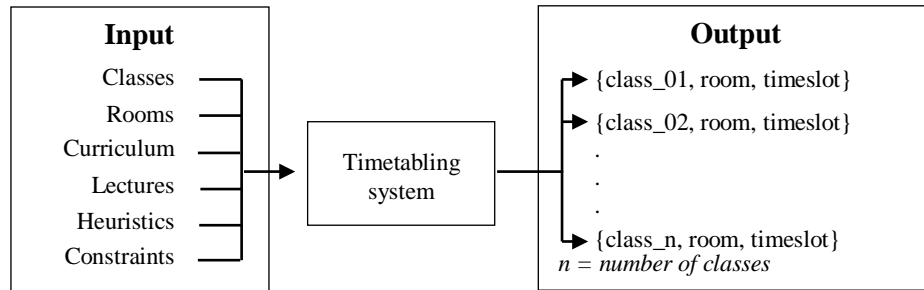 Input
Classes
Rooms
Curriculum
Lectures
Heuristics
Constraints
Timetabling
system
Output
{class_01, room, timeslot}
{class_02, room, timeslot}
.
.
.
{class_n, room, timeslot}
n = number of classes